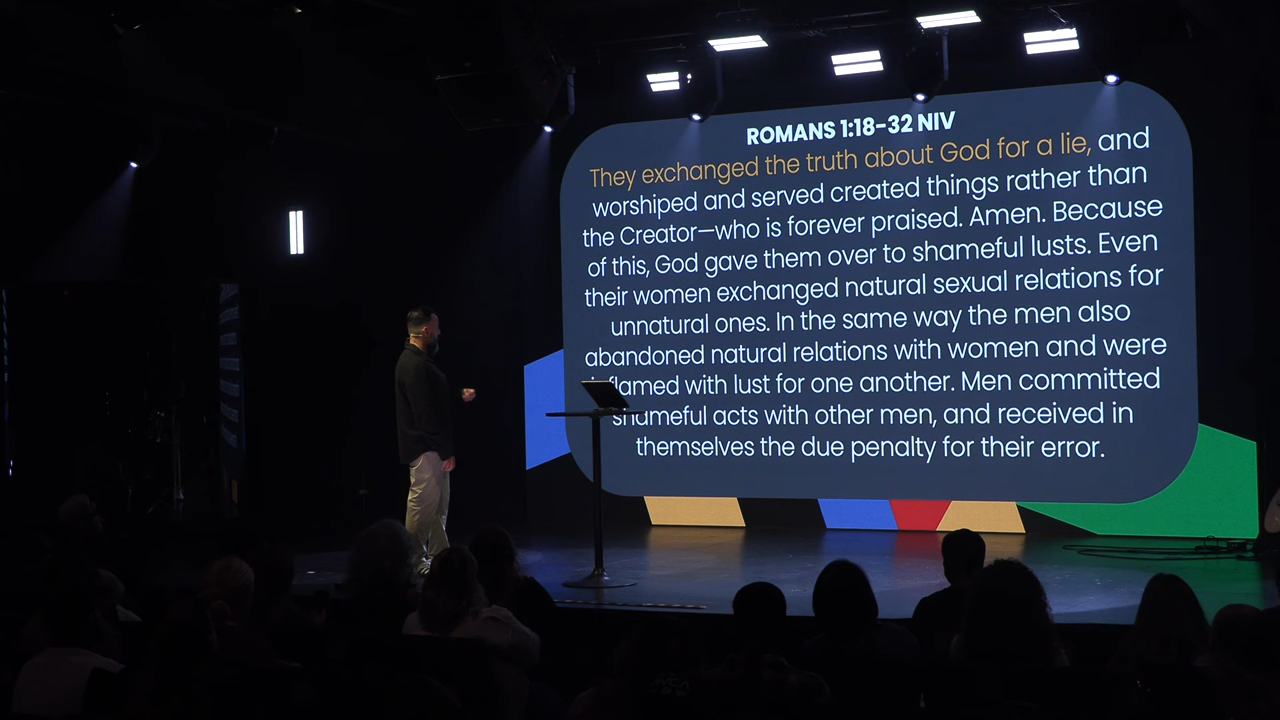 ROMANS 1:18-32 NIV
They exchanged the truth about God for a lie, and
worshiped and served created things rather than
the Creator—who is forever praised. Amen. Because
of this, God gave them over to shameful lusts. Even
their women exchanged natural sexual relations for
unnatural ones. In the same way the men also
abandoned natural relations with women and were
inflamed with lust for one another. Men committed
shameful acts with other men, and received in
themselves the due penalty for their error.